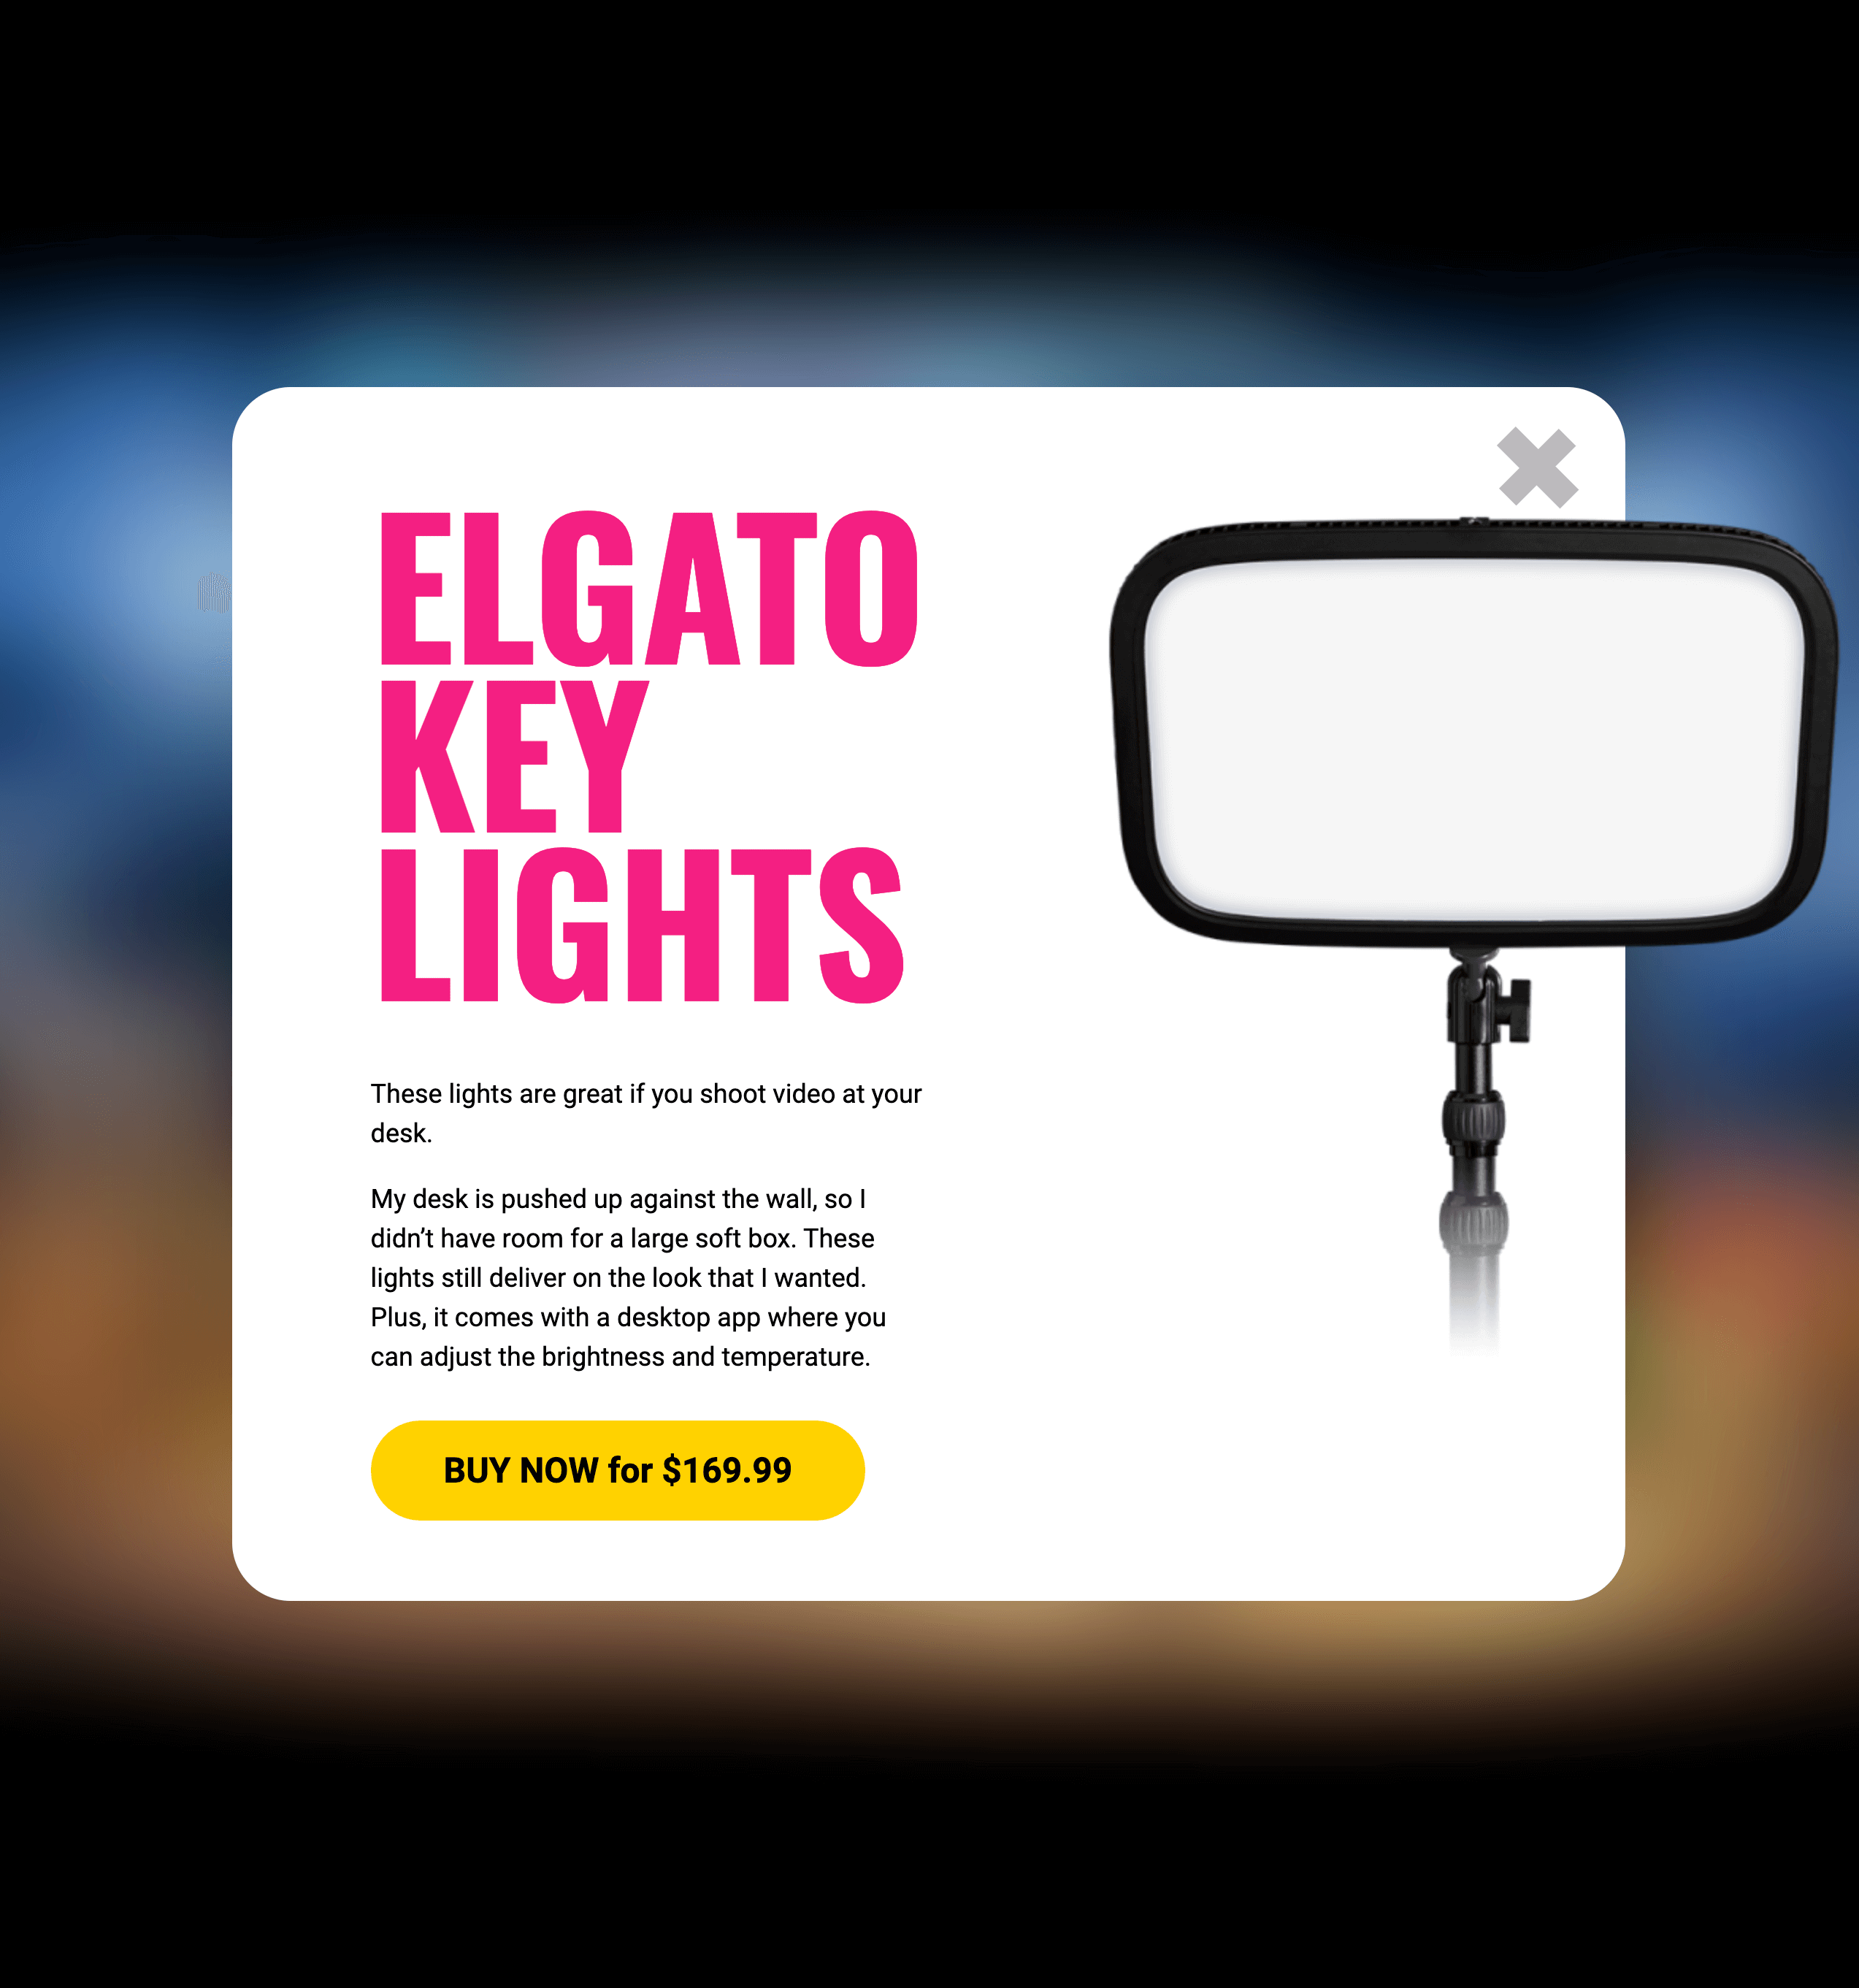 ELGATO
KEY
LIGHTS
These lights are great if you shoot video at your
desk.
My desk is pushed up against the wall, so I
didn’t have room for a large soft box. These
lights still deliver on the look that I wanted.
Plus, it comes with a desktop app where you
can adjust the brightness and temperature.
BUY NOW for $169.99